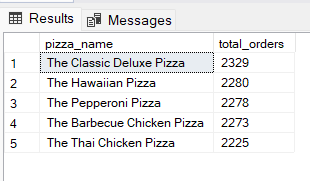 Results Messages
pizza_name total_orders
1 The Classic Deluxe Pizza 2329
2 The Hawaiian Pizza 2280
3 The Pepperoni Pizza 2278
4 The Barbecue Chicken Pizza 2273
5 The Thai Chicken Pizza 2225